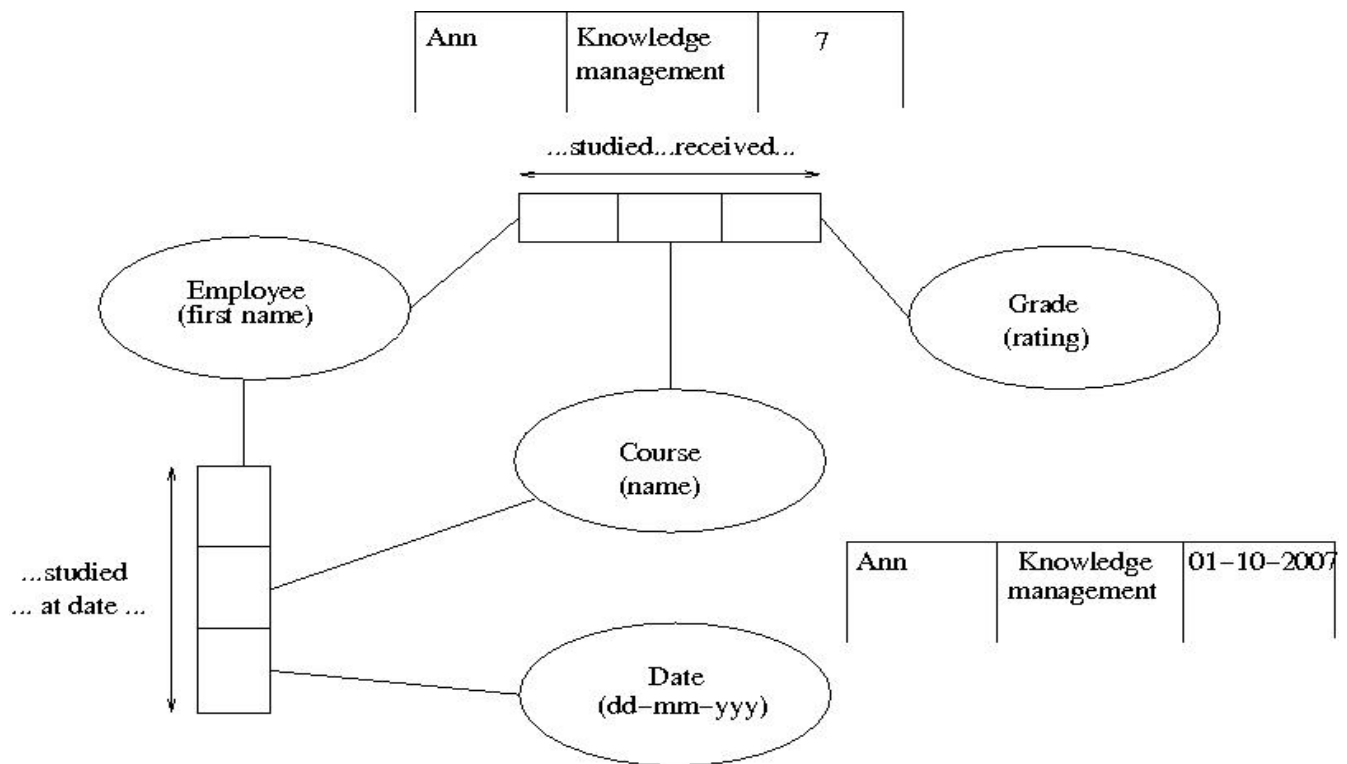 Ann
Knowledge
management
7
...studied...received...
Employee
(first name)
Grade
(rating)
Course
(name)
...studied
... at date ...
Ann
Knowledge
management
01-10-2007
Date
(dd-mm-yyy)